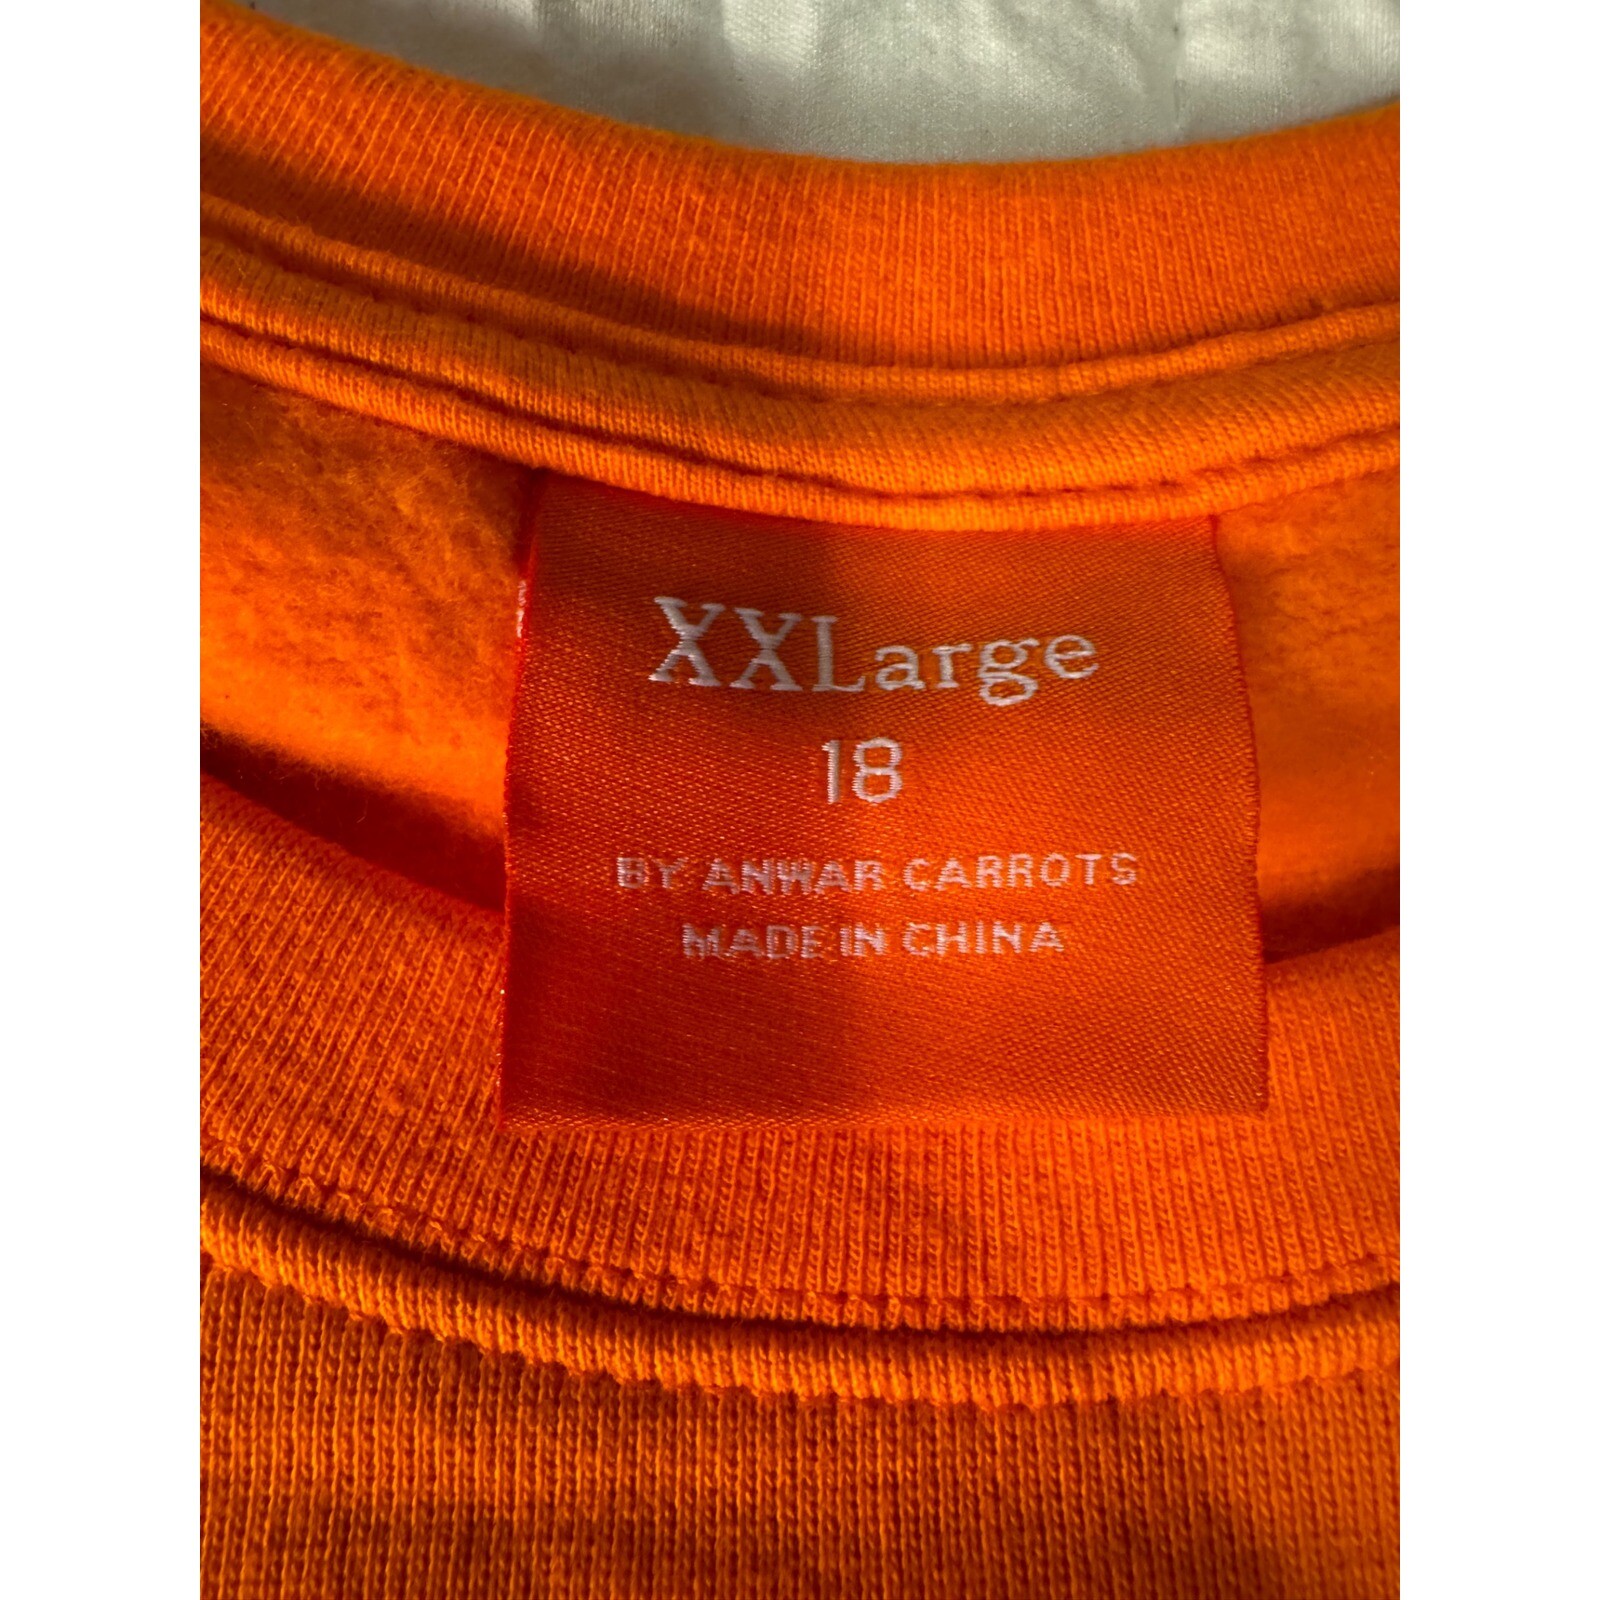 XXLarge
18
BY ANWAR CARROTS
MADE IN CHINA